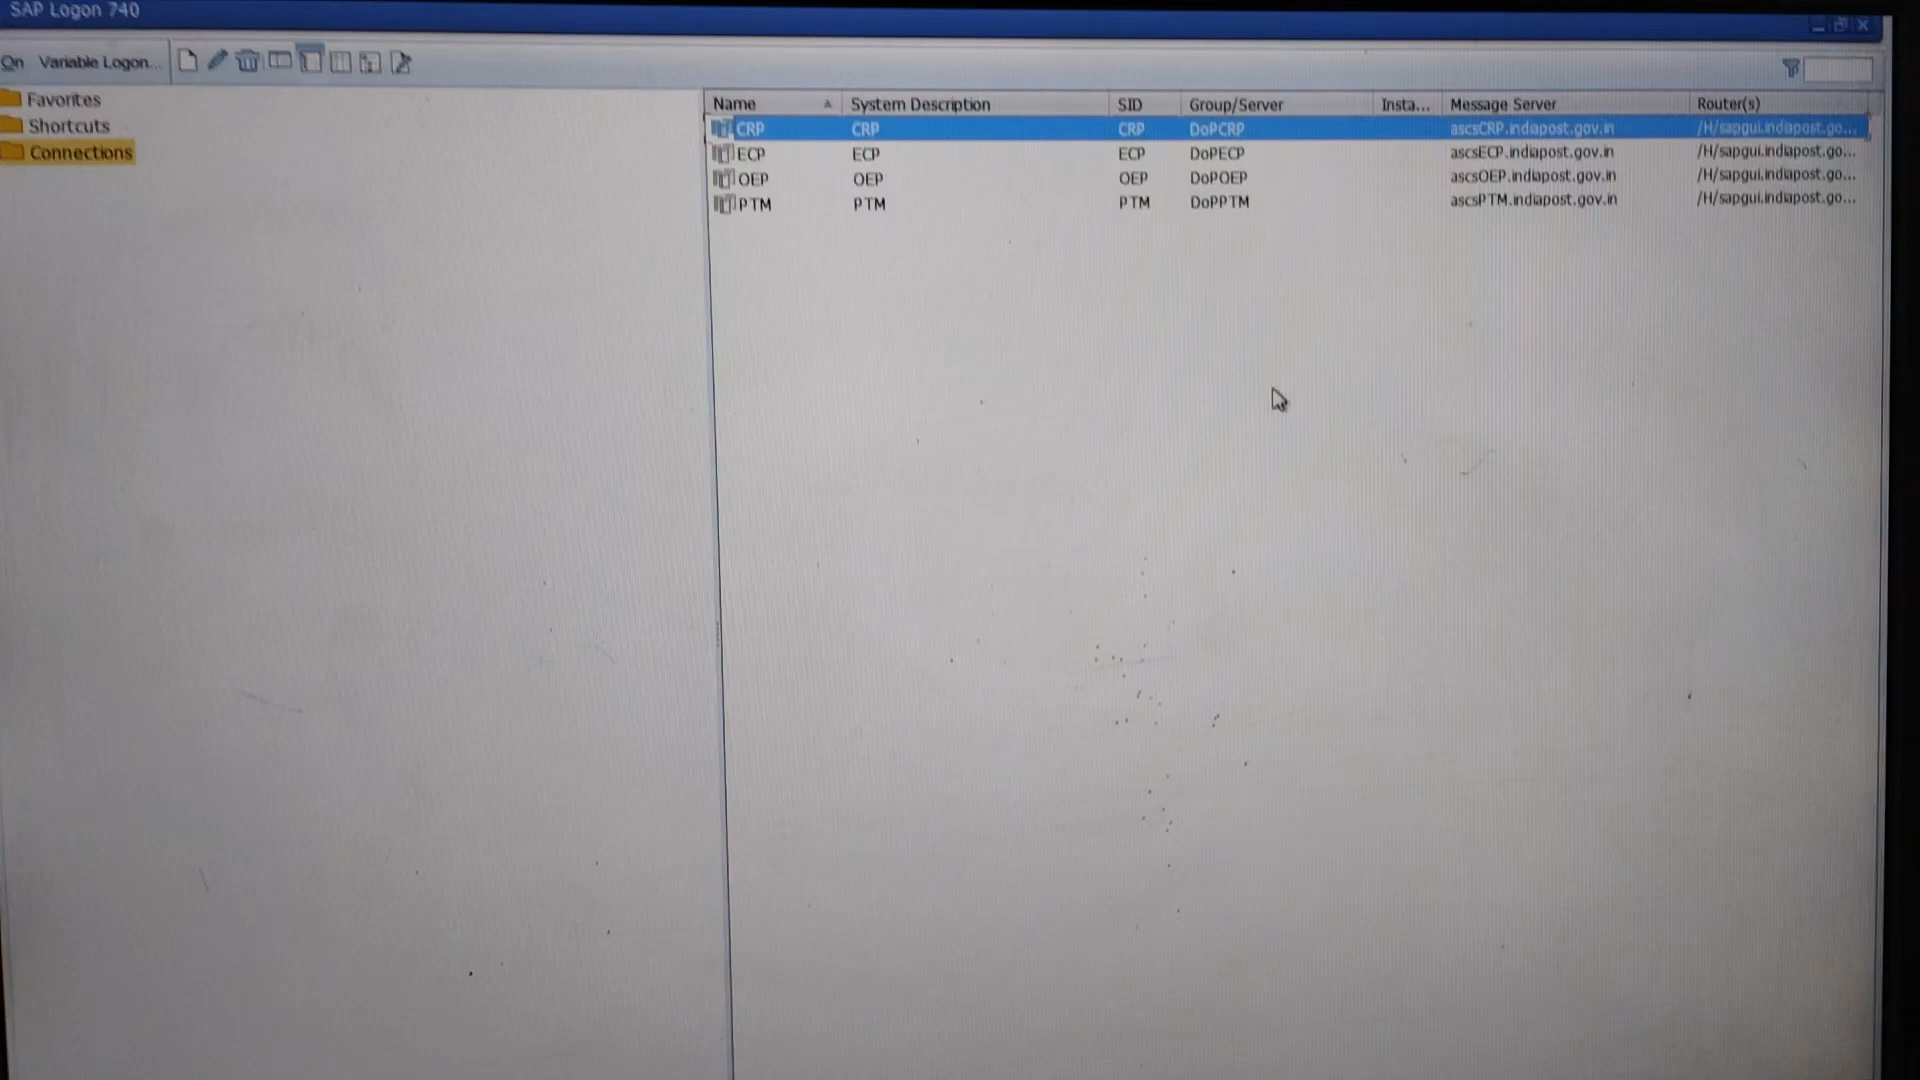 SAP Logon 740
On Variable Logon...
Favorites
Shortcuts
Connections
Name System Description SID Group/Server Insta... Message Server Router(s)
CRP CRP CRP DoPCRP ascsCRP.indiapost.gov.in /H/sapgui.indiapost.go...
ECP ECP ECP DoPECP ascsECP.indiapost.gov.in /H/sapgui.indiapost.go...
OEP OEP OEP DoPOEP ascsOEP.indiapost.gov.in /H/sapgui.indiapost.go...
PTM PTM PTM DoPPTM ascsPTM.indiapost.gov.in /H/sapgui.indiapost.go...